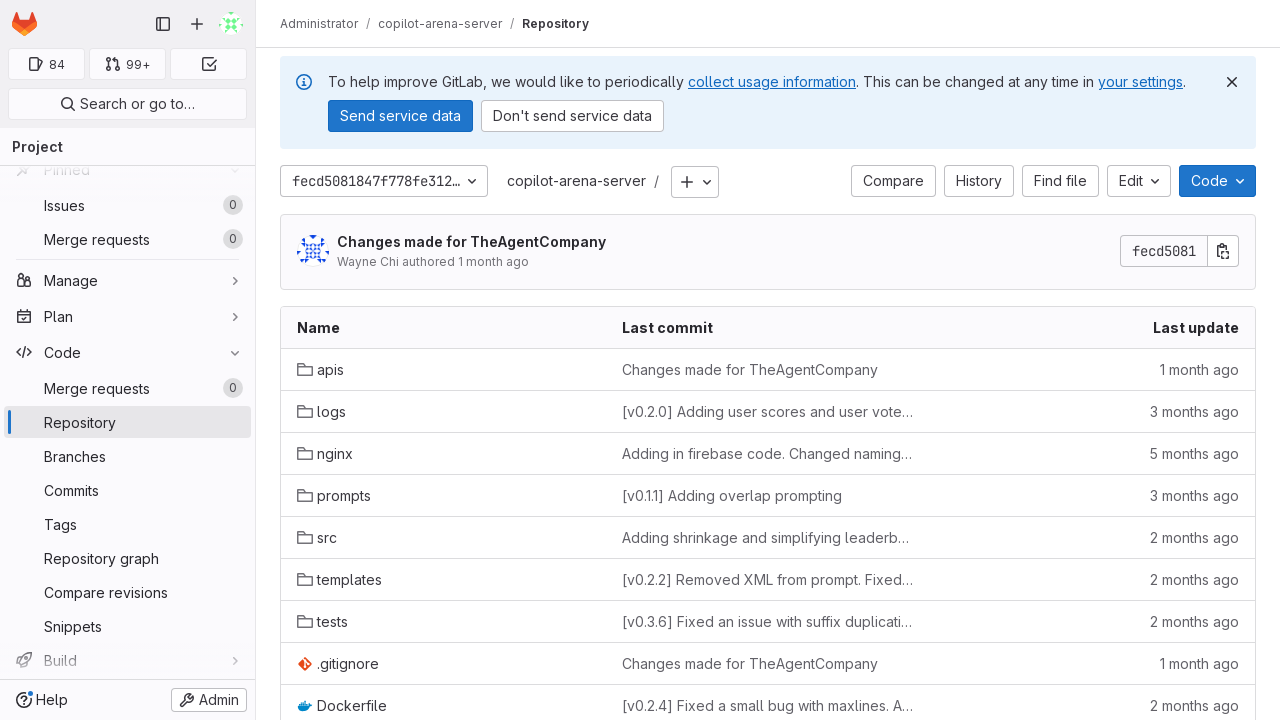 Administrator / copilot-arena-server / Repository
84
99+
Search or go to…
Project
Pinned
Issues 0
Merge requests 0
Manage
Plan
Code
Merge requests 0
Repository
Branches
Commits
Tags
Repository graph
Compare revisions
Snippets
Build
Help
Admin
To help improve GitLab, we would like to periodically collect usage information. This can be changed at any time in your settings.
Send service data
Don't send service data
fecd5081847f778fe312…
copilot-arena-server /
Compare
History
Find file
Edit
Code
Changes made for TheAgentCompany
Wayne Chi authored 1 month ago
fecd5081
Name Last commit Last update
apis Changes made for TheAgentCompany 1 month ago
logs [v0.2.0] Adding user scores and user vote… 3 months ago
nginx Adding in firebase code. Changed naming… 5 months ago
prompts [v0.1.1] Adding overlap prompting 3 months ago
src Adding shrinkage and simplifying leaderb… 2 months ago
templates [v0.2.2] Removed XML from prompt. Fixed… 2 months ago
tests [v0.3.6] Fixed an issue with suffix duplicati… 2 months ago
.gitignore Changes made for TheAgentCompany 1 month ago
Dockerfile [v0.2.4] Fixed a small bug with maxlines. A… 2 months ago